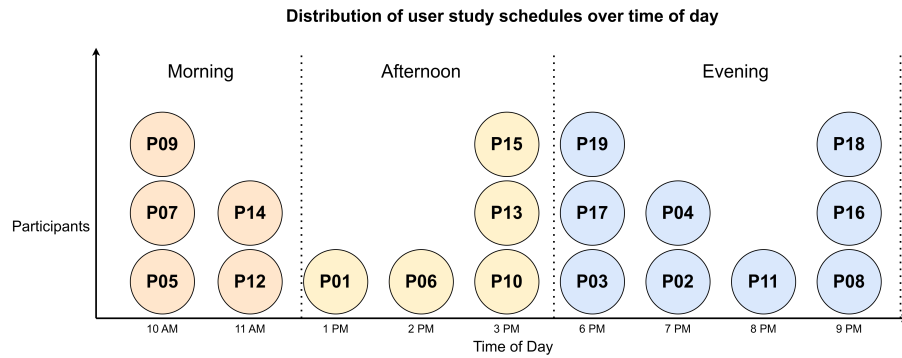 Distribution of user study schedules over time of day
Morning Afternoon Evening
P09 P15 P19 P18
P07 P14 P13 P17 P04 P16
Participants
P05 P12 P01 P06 P10 P03 P02 P11 P08
10 AM 11 AM 1 PM 2 PM 3 PM 6 PM 7 PM 8 PM 9 PM
Time of Day